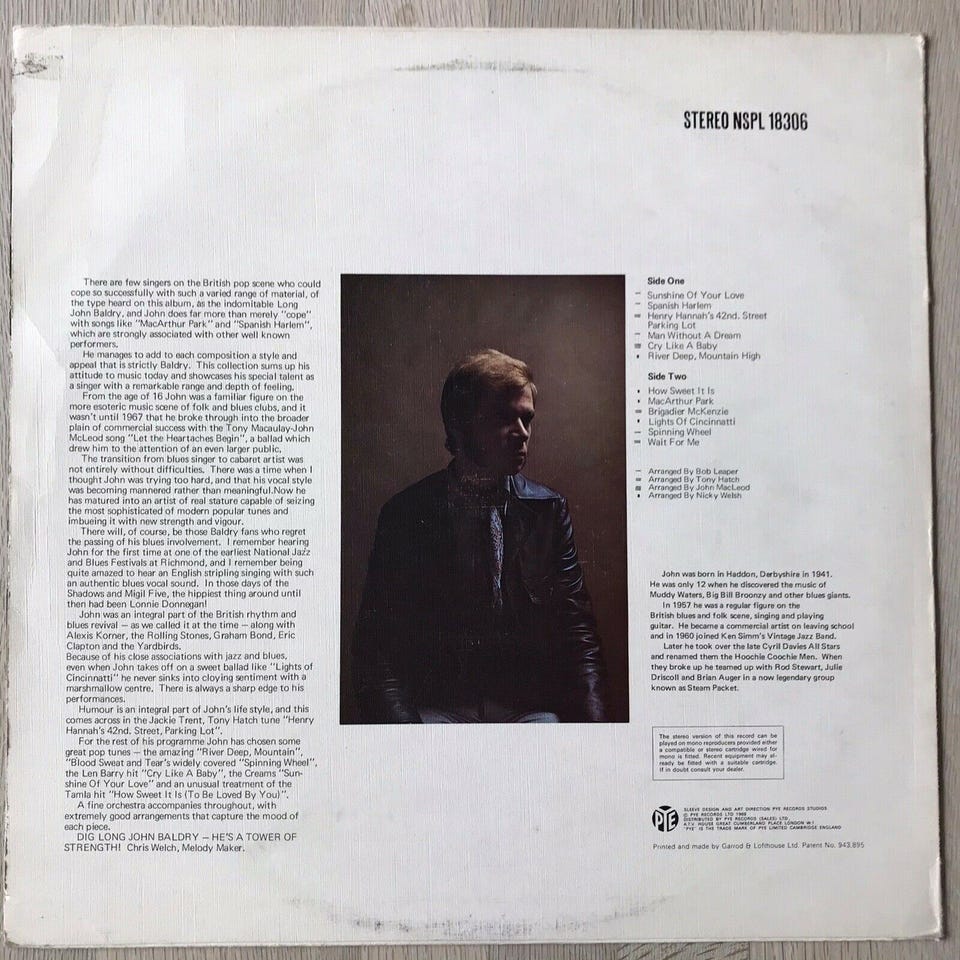 STEREO NSPL 18306
There are few singers on the British pop scene who could
cope so successfully with such a varied range of material, of
the type heard on this album, as the indomitable Long
John Baldry, and John does far more than merely "cope"
with songs like "MacArthur Park" and "Spanish Harlem",
which are strongly associated with other well known
performers.
He manages to add to each composition a style and
appeal that is strictly Baldry. This collection sums up his
attitude to music today and showcases his special talent as
a singer with a remarkable range and depth of feeling.
From the age of 16 John was a familiar figure on the
more esoteric music scene of folk and blues clubs, and it
wasn't until 1967 that he broke through into the broader
plain of commercial success with the Tony Macaulay-John
McLeod song "Let the Heartaches Begin", a ballad which
drew him to the attention of an even larger public.
The transition from blues singer to cabaret artist was
not entirely without difficulties. There was a time when I
thought John was trying too hard, and that his vocal style
was becoming mannered rather than meaningful.Now he
has matured into an artist of real stature capable of seizing
the most sophisticated of modern popular tunes and
imbueing it with new strength and vigour.
There will, of course, be those Baldry fans who regret
the passing of his blues involvement. I remember hearing
John for the first time at one of the earliest National Jazz
and Blues Festivals at Richmond, and I remember being
quite amazed to hear an English stripling singing with such
an authentic blues vocal sound. In those days of the
Shadows and Migil Five, the hippiest thing around until
then had been Lonnie Donnegan!
John was an integral part of the British rhythm and
blues revival – as we called it at the time – along with
Alexis Korner, the Rolling Stones, Graham Bond, Eric
Clapton and the Yardbirds.
Because of his close associations with jazz and blues,
even when John takes off on a sweet ballad like "Lights of
Cincinnatti" he never sinks into cloying sentiment with a
marshmallow centre. There is always a sharp edge to his
performances.
Humour is an integral part of John's life style, and this
comes across in the Jackie Trent, Tony Hatch tune "Henry
Hannah's 42nd. Street, Parking Lot".
For the rest of his programme John has chosen some
great pop tunes – the amazing "River Deep, Mountain",
"Blood Sweat and Tear's widely covered "Spinning Wheel",
the Len Barry hit "Cry Like A Baby", the Creams "Sun-
shine Of Your Love" and an unusual treatment of the
Tamla hit "How Sweet It Is (To Be Loved By You)".
A fine orchestra accompanies throughout, with
extremely good arrangements that capture the mood of
each piece.
DIG LONG JOHN BALDRY – HE'S A TOWER OF
STRENGTH! Chris Welch, Melody Maker.
Side One
Sunshine Of Your Love
Spanish Harlem
Henry Hannah's 42nd. Street
Parking Lot
Man Without A Dream
Cry Like A Baby
River Deep, Mountain High
Side Two
How Sweet It Is
MacArthur Park
Brigadier McKenzie
Lights Of Cincinnatti
Spinning Wheel
Wait For Me
Arranged By Bob Leaper
Arranged By Tony Hatch
Arranged By John MacLeod
Arranged By Nicky Welsh
John was born in Haddon, Derbyshire in 1941.
He was only 12 when he discovered the music of
Muddy Waters, Big Bill Broonzy and other blues giants.
In 1957 he was a regular figure on the
British blues and folk scene, singing and playing
guitar. He became a commercial artist on leaving school
and in 1960 joined Ken Simm's Vintage Jazz Band.
Later he took over the late Cyril Davies All Stars
and renamed them the Hoochie Coochie Men. When
they broke up he teamed up with Rod Stewart, Julie
Driscoll and Brian Auger in a now legendary group
known as Steam Packet.
The stereo version of this record can be
played on mono reproducers provided either
a compatible or stereo cartridge wired for
mono is fitted. Recent equipment may al-
ready be fitted with a suitable cartridge.
If in doubt consult your dealer.
PYE
SLEEVE DESIGN AND ART DIRECTION PYE RECORDS STUDIOS
© PYE RECORDS LTD 1969
DISTRIBUTED BY PYE RECORDS (SALES) LTD.
A.T.V. HOUSE GREAT CUMBERLAND PLACE LONDON W.1
"PYE" IS THE TRADE MARK OF PYE LIMITED CAMBRIDGE ENGLAND
Printed and made by Garrod & Lofthouse Ltd. Patent No. 943,895